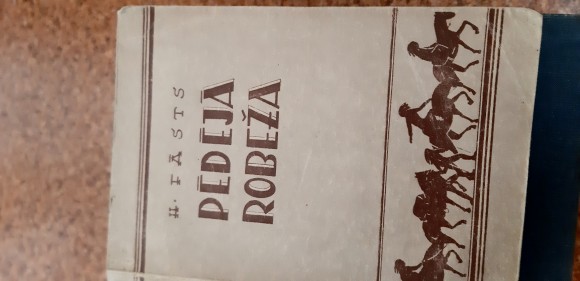 H. FĀSTS
PĒDĒJĀ
ROBEŽA